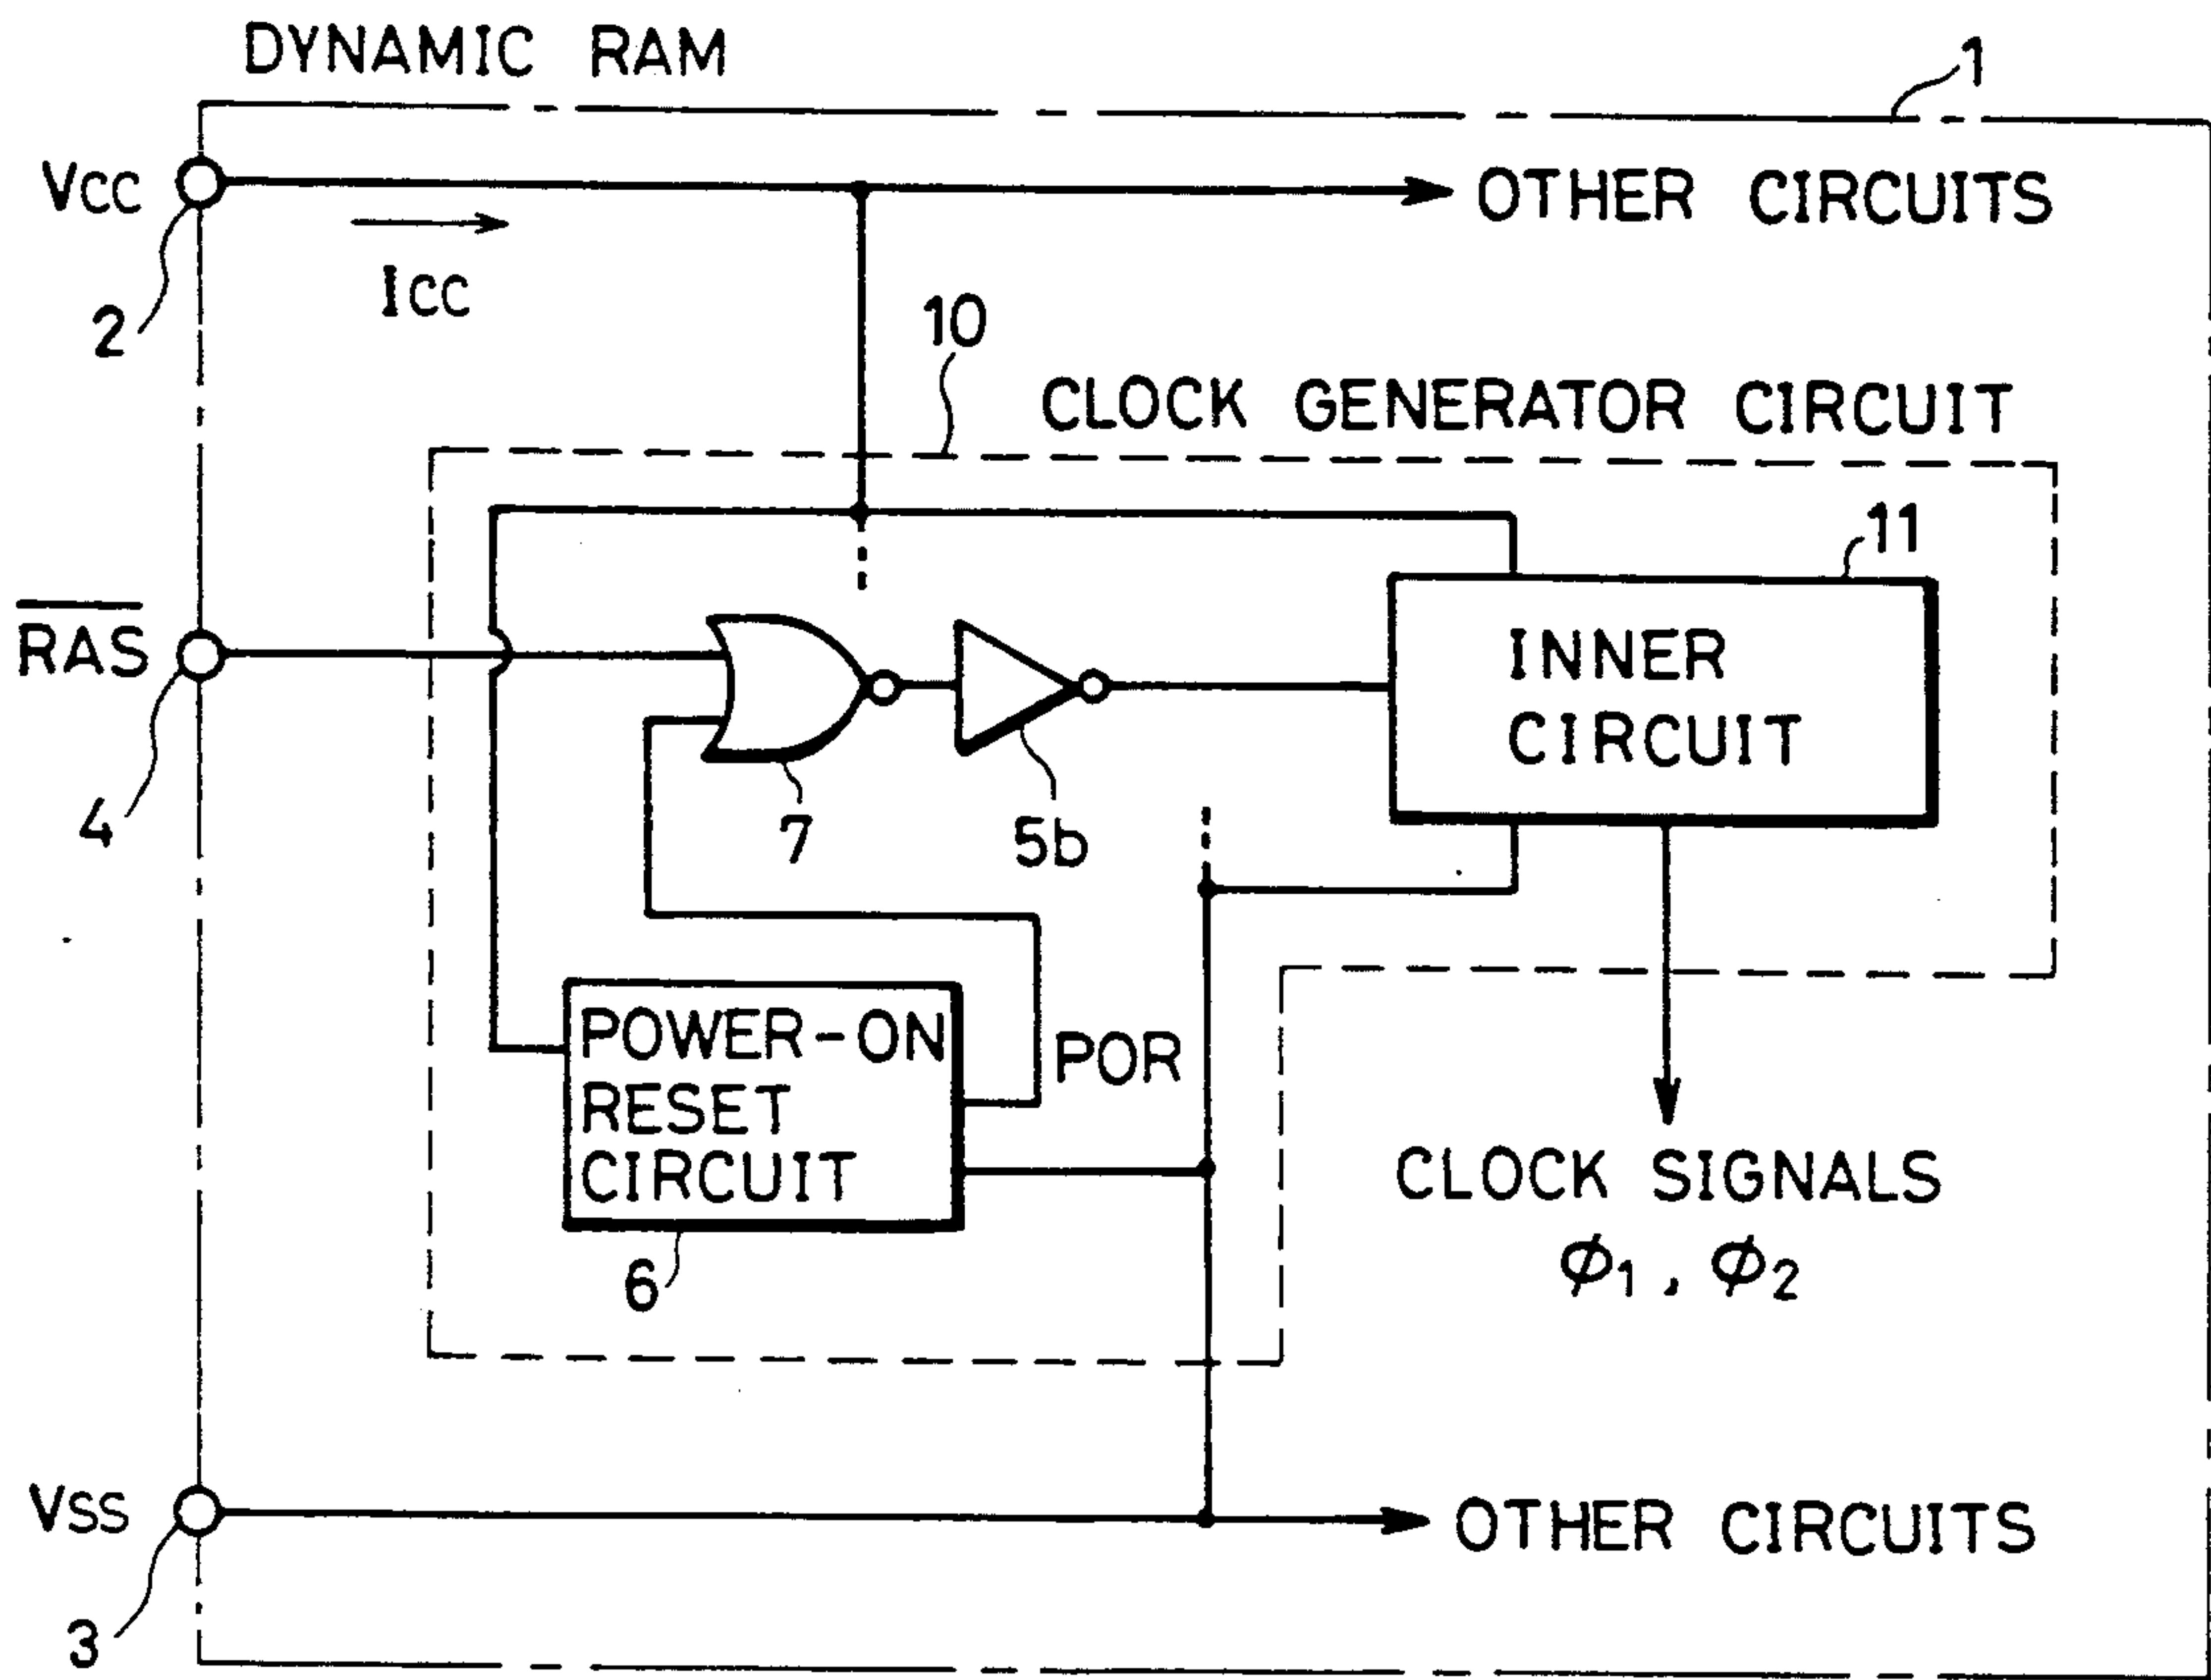 DYNAMIC RAM
1
VCC
OTHER CIRCUITS
2
ICC
10
CLOCK GENERATOR CIRCUIT
11
R̅A̅S̅
INNER
CIRCUIT
4
7
5b
POWER-ON
RESET
CIRCUIT
POR
6
CLOCK SIGNALS
ϕ1, ϕ2
VSS
OTHER CIRCUITS
3